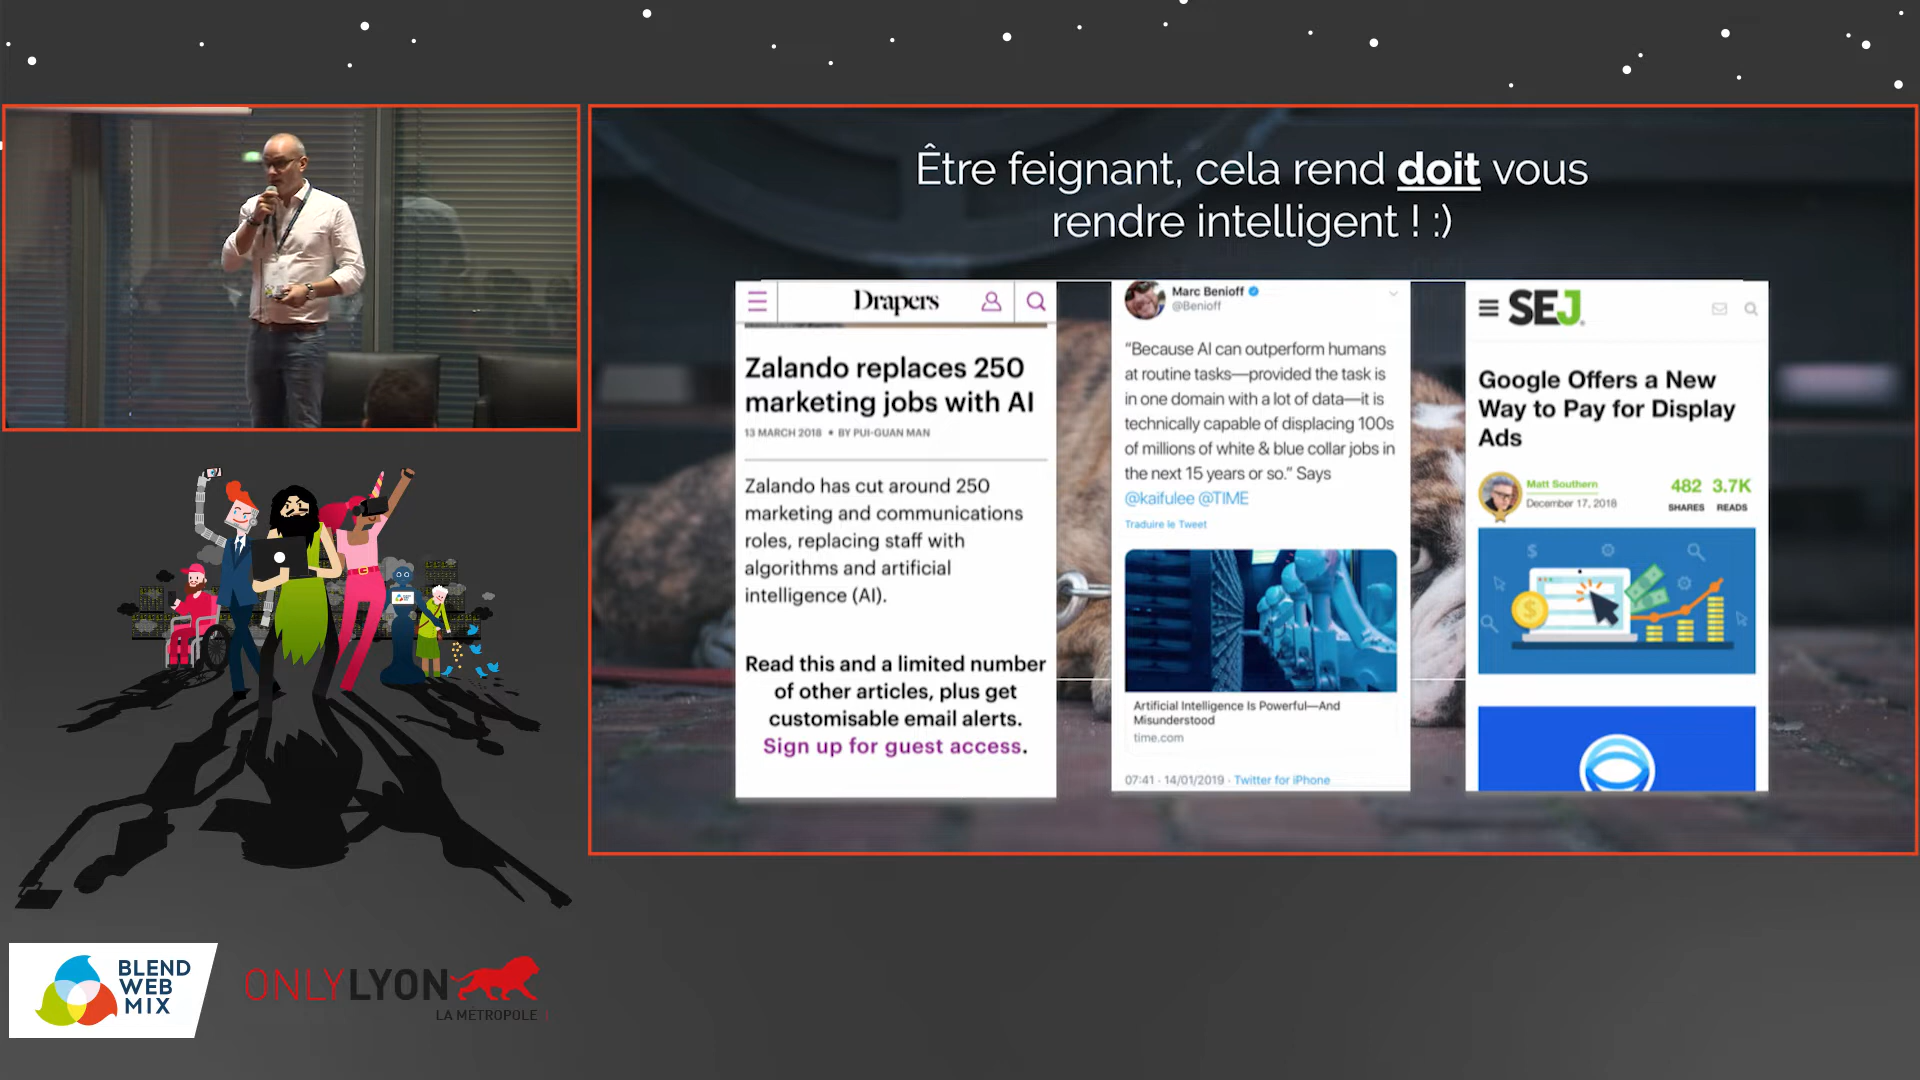 Être feignant, cela rend doit vous
rendre intelligent ! :)
Drapers
Zalando replaces 250
marketing jobs with AI
13 MARCH 2018 • BY PUI-GUAN MAN
Zalando has cut around 250
marketing and communications
roles, replacing staff with
algorithms and artificial
intelligence (AI).
Read this and a limited number
of other articles, plus get
customisable email alerts.
Sign up for guest access.
Marc Benioff
@Benioff
“Because AI can outperform humans
at routine tasks—provided the task is
in one domain with a lot of data—it is
technically capable of displacing 100s
of millions of white & blue collar jobs in
the next 15 years or so.” Says
@kaifulee @TIME
Traduire le Tweet
Artificial Intelligence Is Powerful—And
Misunderstood
time.com
07:41 · 14/01/2019 · Twitter for iPhone
SEJ
Google Offers a New
Way to Pay for Display
Ads
Matt Southern
December 17, 2018
482 3.7K
SHARES READS
BLEND
WEB
MIX
ONLYLYON
LA MÉTROPOLE